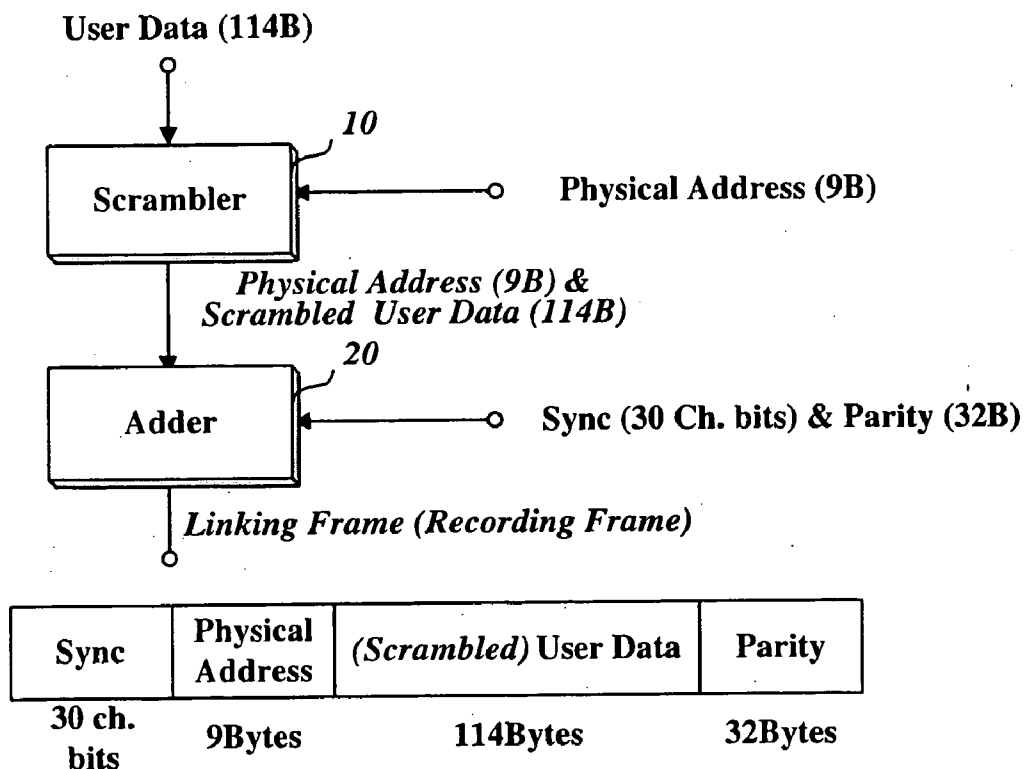 User Data (114B)
10
Scrambler
Physical Address (9B)
Physical Address (9B) &
Scrambled User Data (114B)
20
Adder
Sync (30 Ch. bits) & Parity (32B)
Linking Frame (Recording Frame)
Sync
Physical
Address
(Scrambled) User Data
Parity
30 ch.
bits
9Bytes
114Bytes
32Bytes